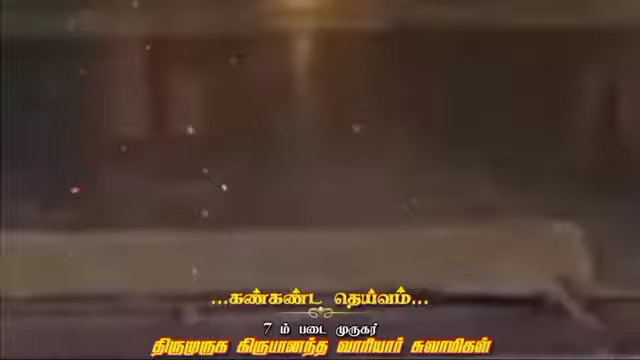 ...கண்கண்ட தெய்வம்...
7 ம் படை முருகர்
திருமுருக கிருபானந்த வாரியார் சுவாமிகள்